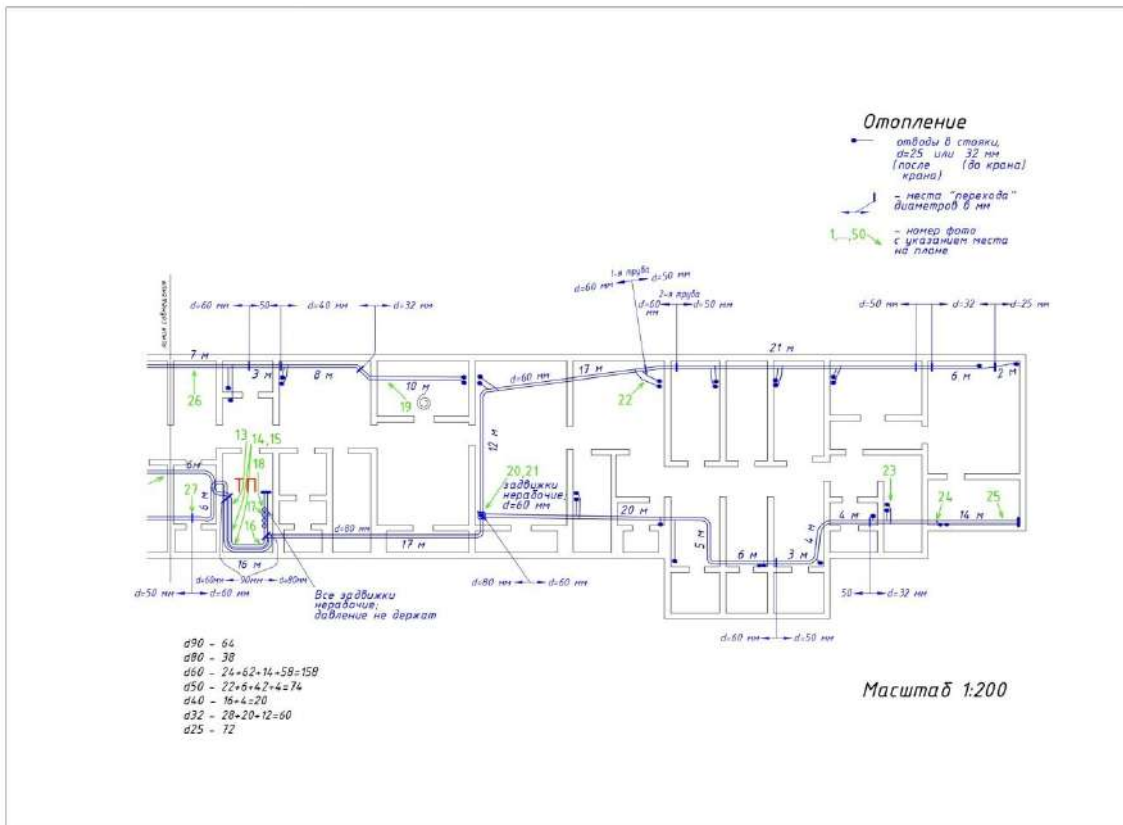 Отопление
отводы в стояки,
d=25 или 32 мм
(после (до крана)
крана)
- места "перехода"
диаметров в мм
1,...,50
- номер фото
с указанием места
на плане
1-я труба
d=60 мм
d=50 мм
2-я труба
d=60 мм
d=50 мм
d=60 мм
50
d=40 мм
d=32 мм
d=50 мм
d=32
d=25 мм
7 м
3 м
8 м
10 м
d=60 мм
17 м
21 м
6 м
2 м
26
19
22
12 м
13
14,15
18
ТП
20,21
задвижки
нерабочие;
d=60 мм
23
24
25
6м
27
6 м
17
16
d=80 мм
17 м
20 м
5 м
6 м
3 м
4 м
4 м
14 м
16 м
d=60мм
90мм
d=80мм
d=50 мм
d=60 мм
Все задвижки
нерабочие;
давление не держат
d=80 мм
d=60 мм
50
d=32 мм
d=60 мм
d=50 мм
d90 - 64
d80 - 38
d60 - 24+62+14+58=158
d50 - 22+6+42+4=74
d40 - 16+4=20
d32 - 28+20+12=60
d25 - 72
Масштаб 1:200